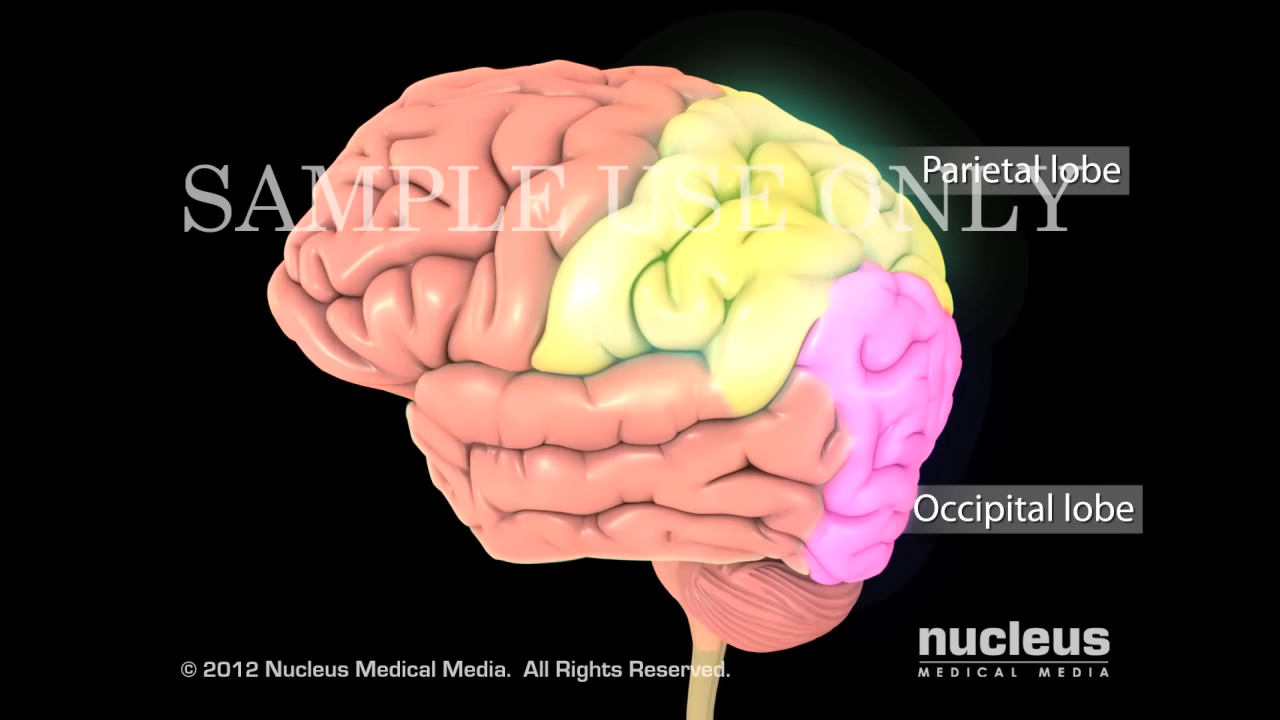 SAMPLE USE ONLY
Parietal lobe
Occipital lobe
nucleus
MEDICAL MEDIA
© 2012 Nucleus Medical Media. All Rights Reserved.